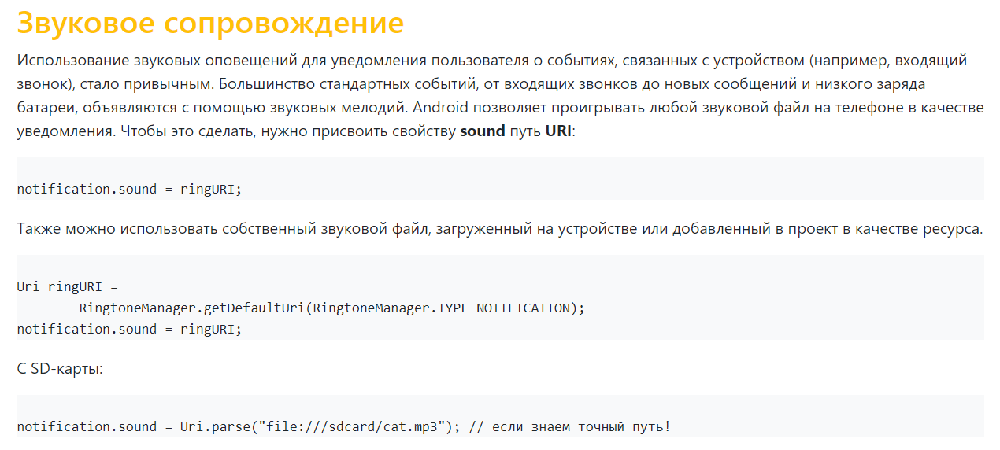 Звуковое сопровождение
Использование звуковых оповещений для уведомления пользователя о событиях, связанных с устройством (например, входящий
звонок), стало привычным. Большинство стандартных событий, от входящих звонков до новых сообщений и низкого заряда
батареи, объявляются с помощью звуковых мелодий. Android позволяет проигрывать любой звуковой файл на телефоне в качестве
уведомления. Чтобы это сделать, нужно присвоить свойству sound путь URI:
notification.sound = ringURI;
Также можно использовать собственный звуковой файл, загруженный на устройстве или добавленный в проект в качестве ресурса.
Uri ringURI =
        RingtoneManager.getDefaultUri(RingtoneManager.TYPE_NOTIFICATION);
notification.sound = ringURI;
С SD-карты:
notification.sound = Uri.parse("file:///sdcard/cat.mp3"); // если знаем точный путь!